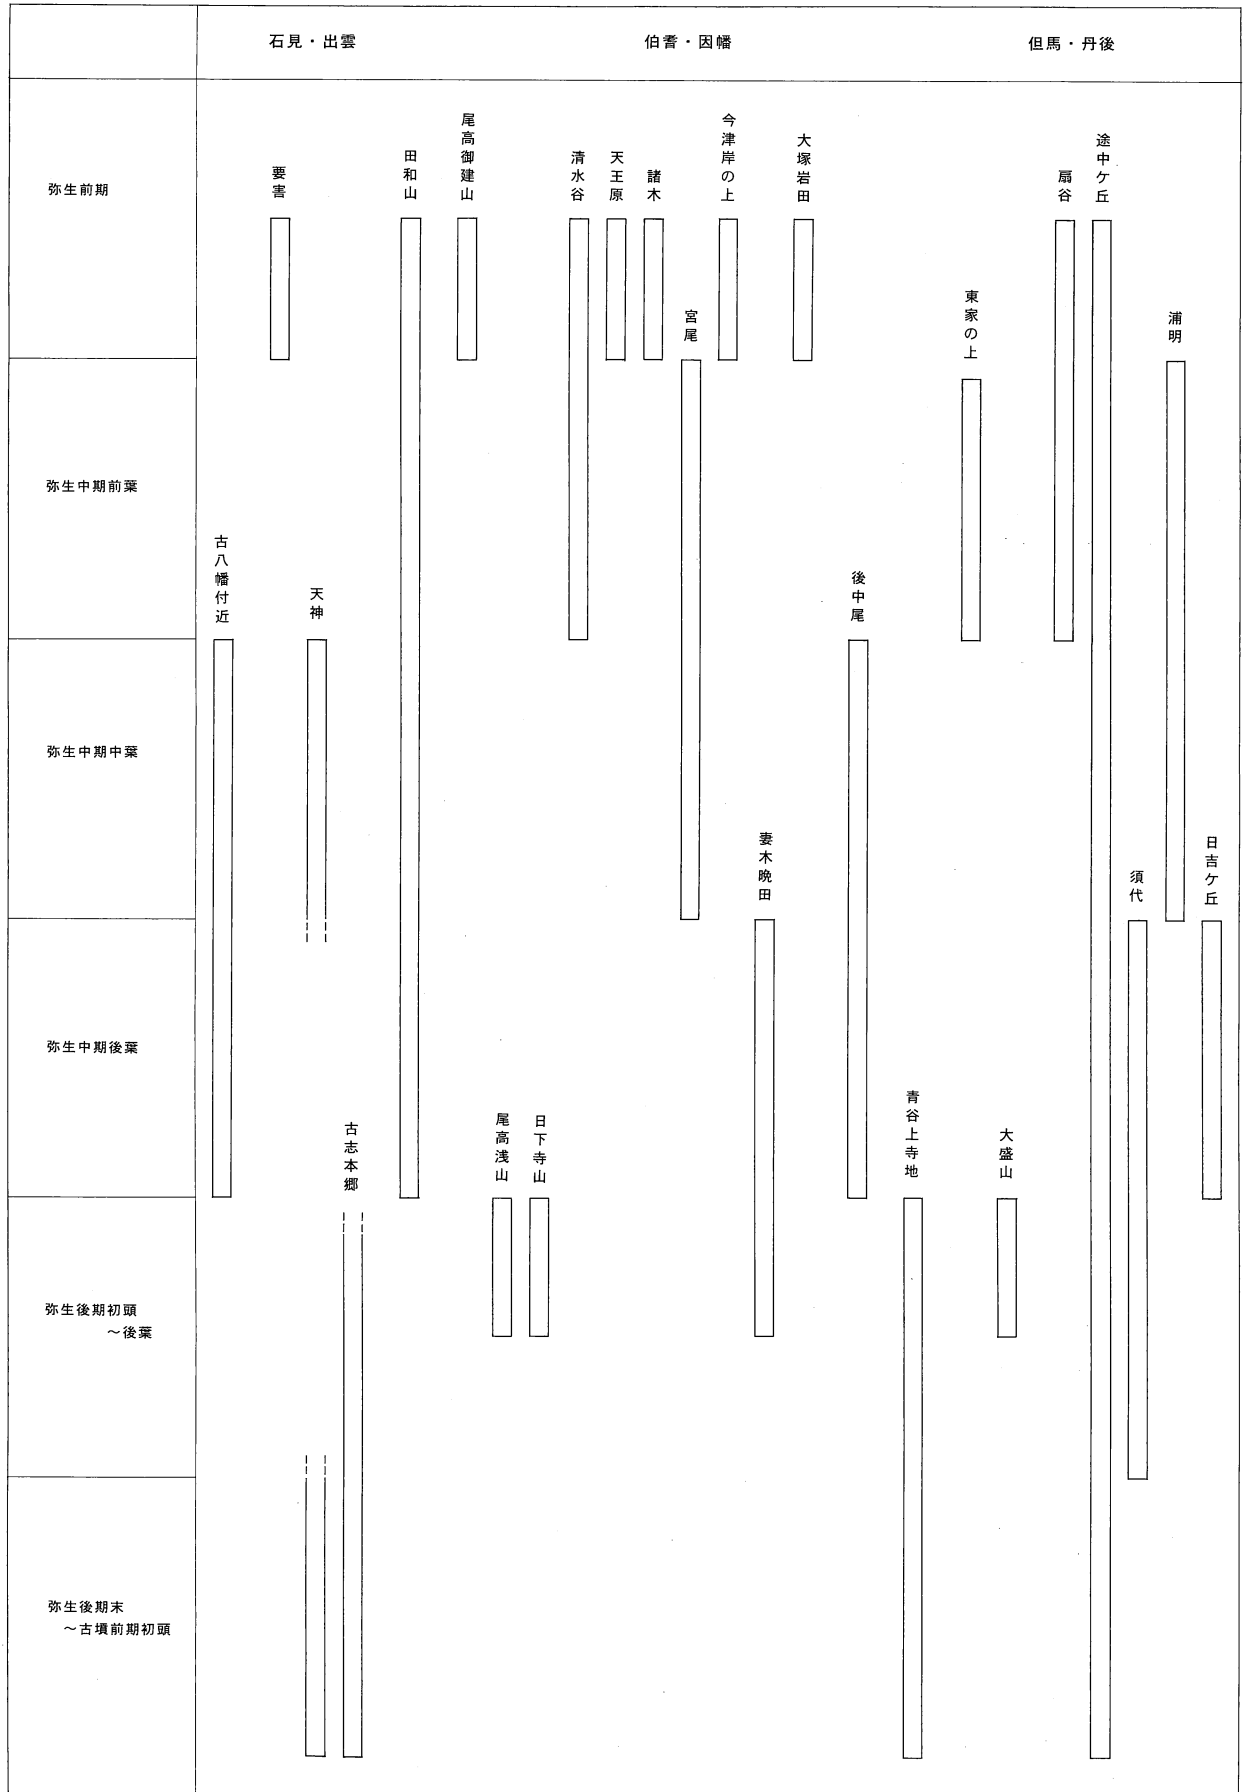 石見・出雲
伯耆・因幡
但馬・丹後
弥生前期
弥生中期前葉
弥生中期中葉
弥生中期後葉
弥生後期初頭
～後葉
弥生後期末
～古墳前期初頭
古八幡付近
要害
天神
古志本郷
田和山
尾高御建山
尾高浅山
日下寺山
清水谷
天王原
諸木
宮尾
今津岸の上
妻木晩田
大塚岩田
後中尾
青谷上寺地
東家の上
大盛山
扇谷
途中ケ丘
須代
浦明
日吉ケ丘